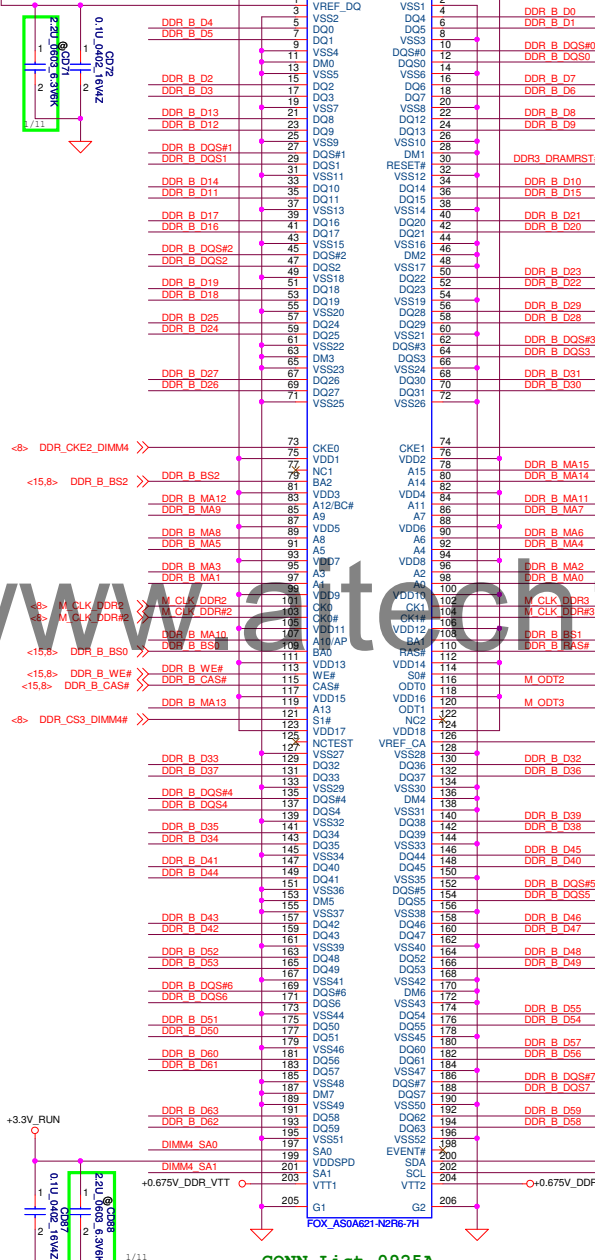 1
VREF_DQ
VSS1
2
3
VSS2
DQ4
4
DDR_B_D0
DDR_B_D4
5
DQ0
DQ5
6
DDR_B_D1
DDR_B_D5
7
DQ1
VSS3
8
9
VSS4
DQS#0
10
DDR_B_DQS#0
11
DM0
DQS0
12
DDR_B_DQS0
13
VSS5
VSS6
14
DDR_B_D2
15
DQ2
DQ6
16
DDR_B_D7
DDR_B_D3
17
DQ3
DQ7
18
DDR_B_D6
19
VSS7
VSS8
20
DDR_B_D13
21
DQ8
DQ12
22
DDR_B_D8
DDR_B_D12
23
DQ9
DQ13
24
DDR_B_D9
25
VSS9
VSS10
26
DDR_B_DQS#1
27
DQS#1
DM1
28
DDR_B_DQS1
29
DQS1
RESET#
30
DDR3_DRAMRST
31
VSS11
VSS12
32
DDR_B_D14
33
DQ10
DQ14
34
DDR_B_D10
DDR_B_D11
35
DQ11
DQ15
36
DDR_B_D15
37
VSS13
VSS14
38
DDR_B_D17
39
DQ16
DQ20
40
DDR_B_D21
DDR_B_D16
41
DQ17
DQ21
42
DDR_B_D20
43
VSS15
VSS16
44
DDR_B_DQS#2
45
DQS#2
DM2
46
DDR_B_DQS2
47
DQS2
VSS17
48
49
VSS18
DQ22
50
DDR_B_D23
DDR_B_D19
51
DQ18
DQ23
52
DDR_B_D22
DDR_B_D18
53
DQ19
VSS19
54
55
VSS20
DQ28
56
DDR_B_D29
DDR_B_D25
57
DQ24
DQ29
58
DDR_B_D28
DDR_B_D24
59
DQ25
VSS21
60
61
VSS22
DQS#3
62
DDR_B_DQS#3
63
DM3
DQS3
64
DDR_B_DQS3
65
VSS23
VSS24
66
DDR_B_D27
67
DQ26
DQ30
68
DDR_B_D31
DDR_B_D26
69
DQ27
DQ31
70
DDR_B_D30
71
VSS25
VSS26
72
<8> DDR_CKE2_DIMM4
73
CKE0
CKE1
74
75
VDD1
VDD2
76
77
NC1
A15
78
DDR_B_MA15
<15,8> DDR_B_BS2
DDR_B_BS2
79
BA2
A14
80
DDR_B_MA14
81
VDD3
VDD4
82
DDR_B_MA12
83
A12/BC#
A11
84
DDR_B_MA11
DDR_B_MA9
85
A9
A7
86
DDR_B_MA7
87
VDD5
VDD6
88
DDR_B_MA8
89
A8
A6
90
DDR_B_MA6
DDR_B_MA5
91
A5
A4
92
DDR_B_MA4
93
VDD7
VDD8
94
DDR_B_MA3
95
A3
A2
96
DDR_B_MA2
DDR_B_MA1
97
A1
A0
98
DDR_B_MA0
99
VDD9
VDD10
100
<8> M_CLK_DDR2
M_CLK_DDR2
101
CK0
CK1
102
M_CLK_DDR3
<8> M_CLK_DDR#2
M_CLK_DDR#2
103
CK0#
CK1#
104
M_CLK_DDR#3
105
VDD11
VDD12
106
DDR_B_MA10
107
A10/AP
BA1
108
DDR_B_BS1
<15,8> DDR_B_BS0
DDR_B_BS0
109
BA0
RAS#
110
DDR_B_RAS#
111
VDD13
VDD14
112
<15,8> DDR_B_WE#
DDR_B_WE#
113
WE#
S0#
114
<15,8> DDR_B_CAS#
DDR_B_CAS#
115
CAS#
ODT0
116
M_ODT2
117
VDD15
VDD16
118
DDR_B_MA13
119
A13
ODT1
120
M_ODT3
<8> DDR_CS3_DIMM4#
121
S1#
NC2
122
123
VDD17
VDD18
124
125
NCTEST
VREF_CA
126
127
VSS27
VSS28
128
DDR_B_D33
129
DQ32
DQ36
130
DDR_B_D32
DDR_B_D37
131
DQ33
DQ37
132
DDR_B_D36
133
VSS29
VSS30
134
DDR_B_DQS#4
135
DQS#4
DM4
136
DDR_B_DQS4
137
DQS4
VSS31
138
139
VSS32
DQ38
140
DDR_B_D39
DDR_B_D35
141
DQ34
DQ39
142
DDR_B_D38
DDR_B_D34
143
DQ35
VSS33
144
145
VSS34
DQ44
146
DDR_B_D45
DDR_B_D41
147
DQ40
DQ45
148
DDR_B_D40
DDR_B_D44
149
DQ41
VSS35
150
151
VSS36
DQS#5
152
DDR_B_DQS#5
153
DM5
DQS5
154
DDR_B_DQS5
155
VSS37
VSS38
156
DDR_B_D43
157
DQ42
DQ46
158
DDR_B_D46
DDR_B_D42
159
DQ43
DQ47
160
DDR_B_D47
161
VSS39
VSS40
162
DDR_B_D52
163
DQ48
DQ52
164
DDR_B_D48
DDR_B_D53
165
DQ49
DQ53
166
DDR_B_D49
167
VSS41
VSS42
168
DDR_B_DQS#6
169
DQS#6
DM6
170
DDR_B_DQS6
171
DQS6
VSS43
172
173
VSS44
DQ54
174
DDR_B_D55
DDR_B_D51
175
DQ50
DQ55
176
DDR_B_D54
DDR_B_D50
177
DQ51
VSS45
178
179
VSS46
DQ60
180
DDR_B_D57
DDR_B_D60
181
DQ56
DQ61
182
DDR_B_D56
DDR_B_D61
183
DQ57
VSS47
184
185
VSS48
DQS#7
186
DDR_B_DQS#7
187
DM7
DQS7
188
DDR_B_DQS7
189
VSS49
VSS50
190
DDR_B_D63
191
DQ58
DQ62
192
DDR_B_D59
DDR_B_D62
193
DQ59
DQ63
194
DDR_B_D58
195
VSS51
VSS52
196
DIMM4_SA0
197
SA0
EVENT#
198
199
VDDSPD
SDA
200
DIMM4_SA1
201
SA1
SCL
202
+0.675V_DDR_VTT
203
VTT1
VTT2
204
+0.675V_DDR
205
G1
G2
206
FOX_AS0A621-N2R6-7H
2.2U_0603_6.3V6K
@CD71
0.1U_0402_16V4Z
CD72
1
2
1
2
1/11
+3.3V_RUN
0.1U_0402_16V4Z
CD87
2.2U_0603_6.3V6K
@CD88
1
2
1
2
1/11
www.aitech